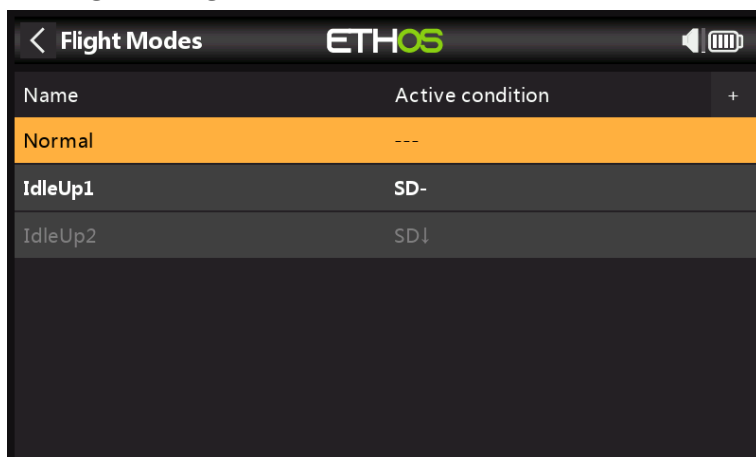 < Flight Modes ETHOS
Name Active condition +
Normal ---
IdleUp1 SD-
IdleUp2 SD↓